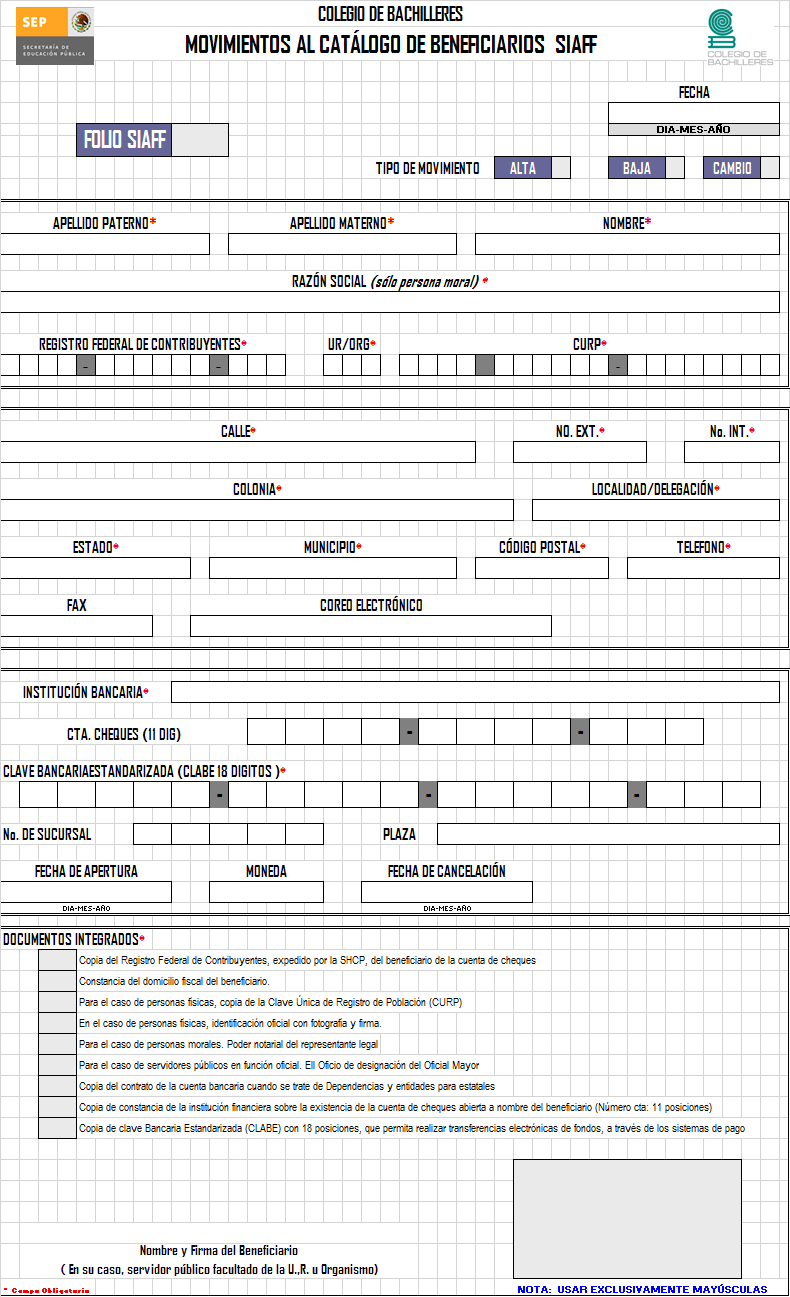 SEP
SECRETARÍA DE
EDUCACIÓN PÚBLICA
COLEGIO DE BACHILLERES
MOVIMIENTOS AL CATÁLOGO DE BENEFICIARIOS SIAFF
COLEGIO DE
BACHILLERES
FECHA
DIA-MES-AÑO
FOLIO SIAFF
TIPO DE MOVIMIENTO ALTA BAJA CAMBIO
APELLIDO PATERNO* APELLIDO MATERNO* NOMBRE*
RAZÓN SOCIAL (sólo persona moral) *
REGISTRO FEDERAL DE CONTRIBUYENTES* UR/ORG* CURP*
- - -
CALLE* NO. EXT.* No. INT.*
COLONIA* LOCALIDAD/DELEGACIÓN*
ESTADO* MUNICIPIO* CÓDIGO POSTAL* TELEFONO*
FAX COREO ELECTRÓNICO
INSTITUCIÓN BANCARIA*
CTA. CHEQUES (11 DIG) - -
CLAVE BANCARIAESTANDARIZADA (CLABE 18 DIGITOS )*
- - -
No. DE SUCURSAL PLAZA
FECHA DE APERTURA MONEDA FECHA DE CANCELACIÓN
DIA-MES-AÑO DIA-MES-AÑO
DOCUMENTOS INTEGRADOS*
Copia del Registro Federal de Contribuyentes, expedido por la SHCP, del beneficiario de la cuenta de cheques
Constancia del domicilio fiscal del beneficiario.
Para el caso de personas fisicas, copia de la Clave Única de Registro de Población (CURP)
En el caso de personas físicas, identificación oficial con fotografía y firma.
Para el caso de personas morales. Poder notarial del representante legal
Para el caso de servidores públicos en función oficial. Ell Oficio de designación del Oficial Mayor
Copia del contrato de la cuenta bancaria cuando se trate de Dependencias y entidades para estatales
Copia de constancia de la institución financiera sobre la existencia de la cuenta de cheques abierta a nombre del beneficiario (Número cta: 11 posiciones)
Copia de clave Bancaria Estandarizada (CLABE) con 18 posiciones, que permita realizar transferencias electrónicas de fondos, a través de los sistemas de pago
Nombre y Firma del Beneficiario
( En su caso, servidor público facultado de la U.,R. u Organismo)
* Campo Obligatorio
NOTA: USAR EXCLUSIVAMENTE MAYÚSCULAS